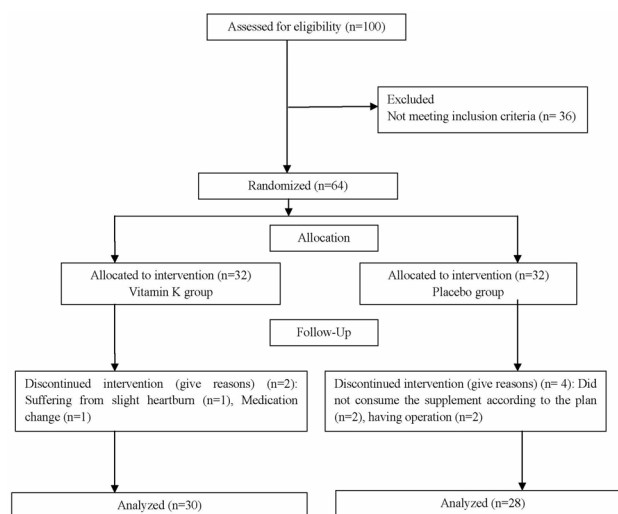 Assessed for eligibility (n=100)
Excluded
Not meeting inclusion criteria (n= 36)
Randomized (n=64)
Allocation
Allocated to intervention (n=32)
Vitamin K group
Allocated to intervention (n=32)
Placebo group
Follow-Up
Discontinued intervention (give reasons) (n=2):
Suffering from slight heartburn (n=1), Medication
change (n=1)
Discontinued intervention (give reasons) (n= 4): Did
not consume the supplement according to the plan
(n=2), having operation (n=2)
Analyzed (n=30)
Analyzed (n=28)